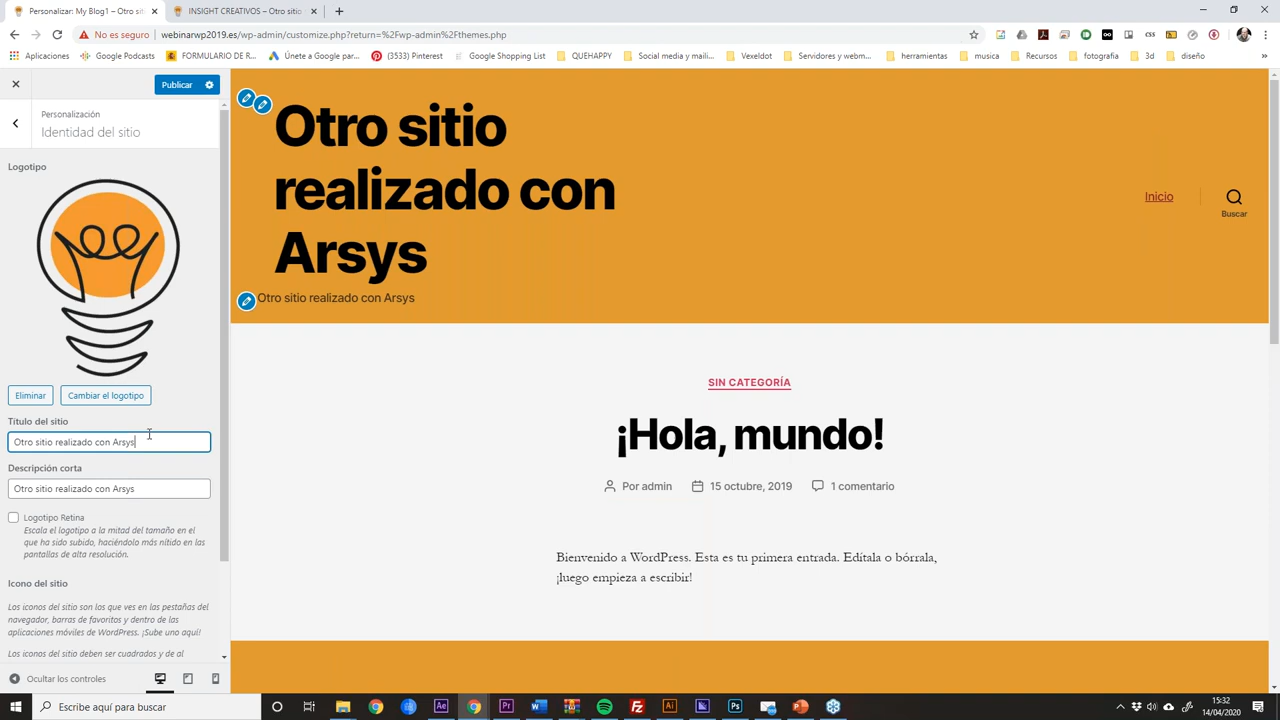 Personalizar: My Blog1 – Otro siti
INSIGHT CREATIVOS – Otro sitio
No es seguro
webinarwp2019.es/wp-admin/customize.php?return=%2Fwp-admin%2Fthemes.php
Aplicaciones
Google Podcasts
FORMULARIO DE R...
Únete a Google par...
(3533) Pinterest
Google Shopping List
QUEHAPPY
Social media y maili...
Vexeldot
Servidores y webm...
herramientas
musica
Recursos
fotografia
3d
diseño
Publicar
Personalización
Identidad del sitio
Logotipo
Eliminar
Cambiar el logotipo
Título del sitio
Otro sitio realizado con Arsys
Descripción corta
Otro sitio realizado con Arsys
Logotipo Retina
Escala el logotipo a la mitad del tamaño en el
que ha sido subido, haciéndolo más nítido en las
pantallas de alta resolución.
Icono del sitio
Los iconos del sitio son los que ves en las pestañas del
navegador, barras de favoritos y dentro de las
aplicaciones móviles de WordPress. ¡Sube uno aquí!
Los iconos del sitio deben ser cuadrados y de al
Ocultar los controles
Otro sitio
realizado con
Arsys
Otro sitio realizado con Arsys
Inicio
Buscar
SIN CATEGORÍA
¡Hola, mundo!
Por admin
15 octubre, 2019
1 comentario
Bienvenido a WordPress. Esta es tu primera entrada. Edítala o bórrala,
¡luego empieza a escribir!
Escribe aquí para buscar
15:32
14/04/2020